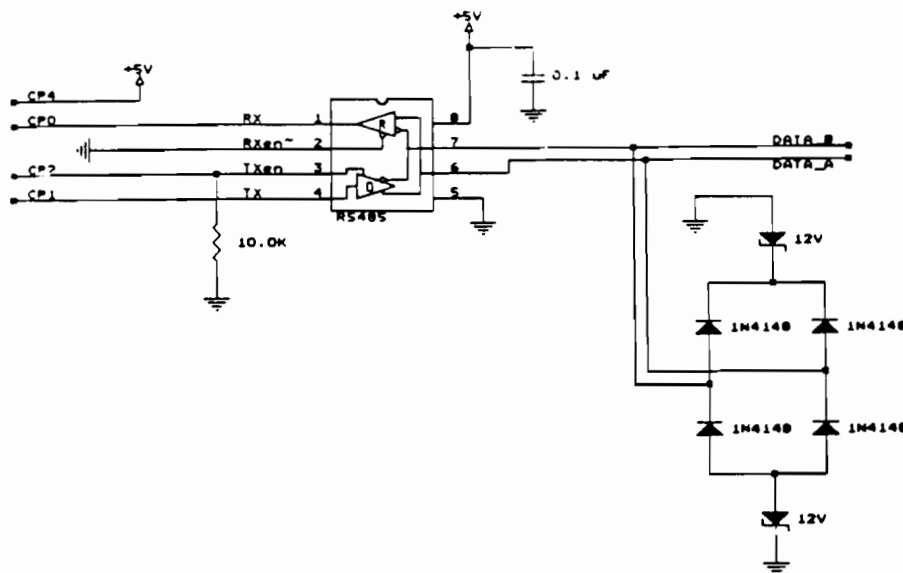 +5V
+5V
0.1 uF
CP4
CP0 RX 1 R 8
RXen~ 2 7 DATA_B
CP2 TXen 3 6 DATA_A
CP1 TX 4 D 5
RS485
10.0K
12V
1N4148 1N4148
1N4148 1N4148
12V